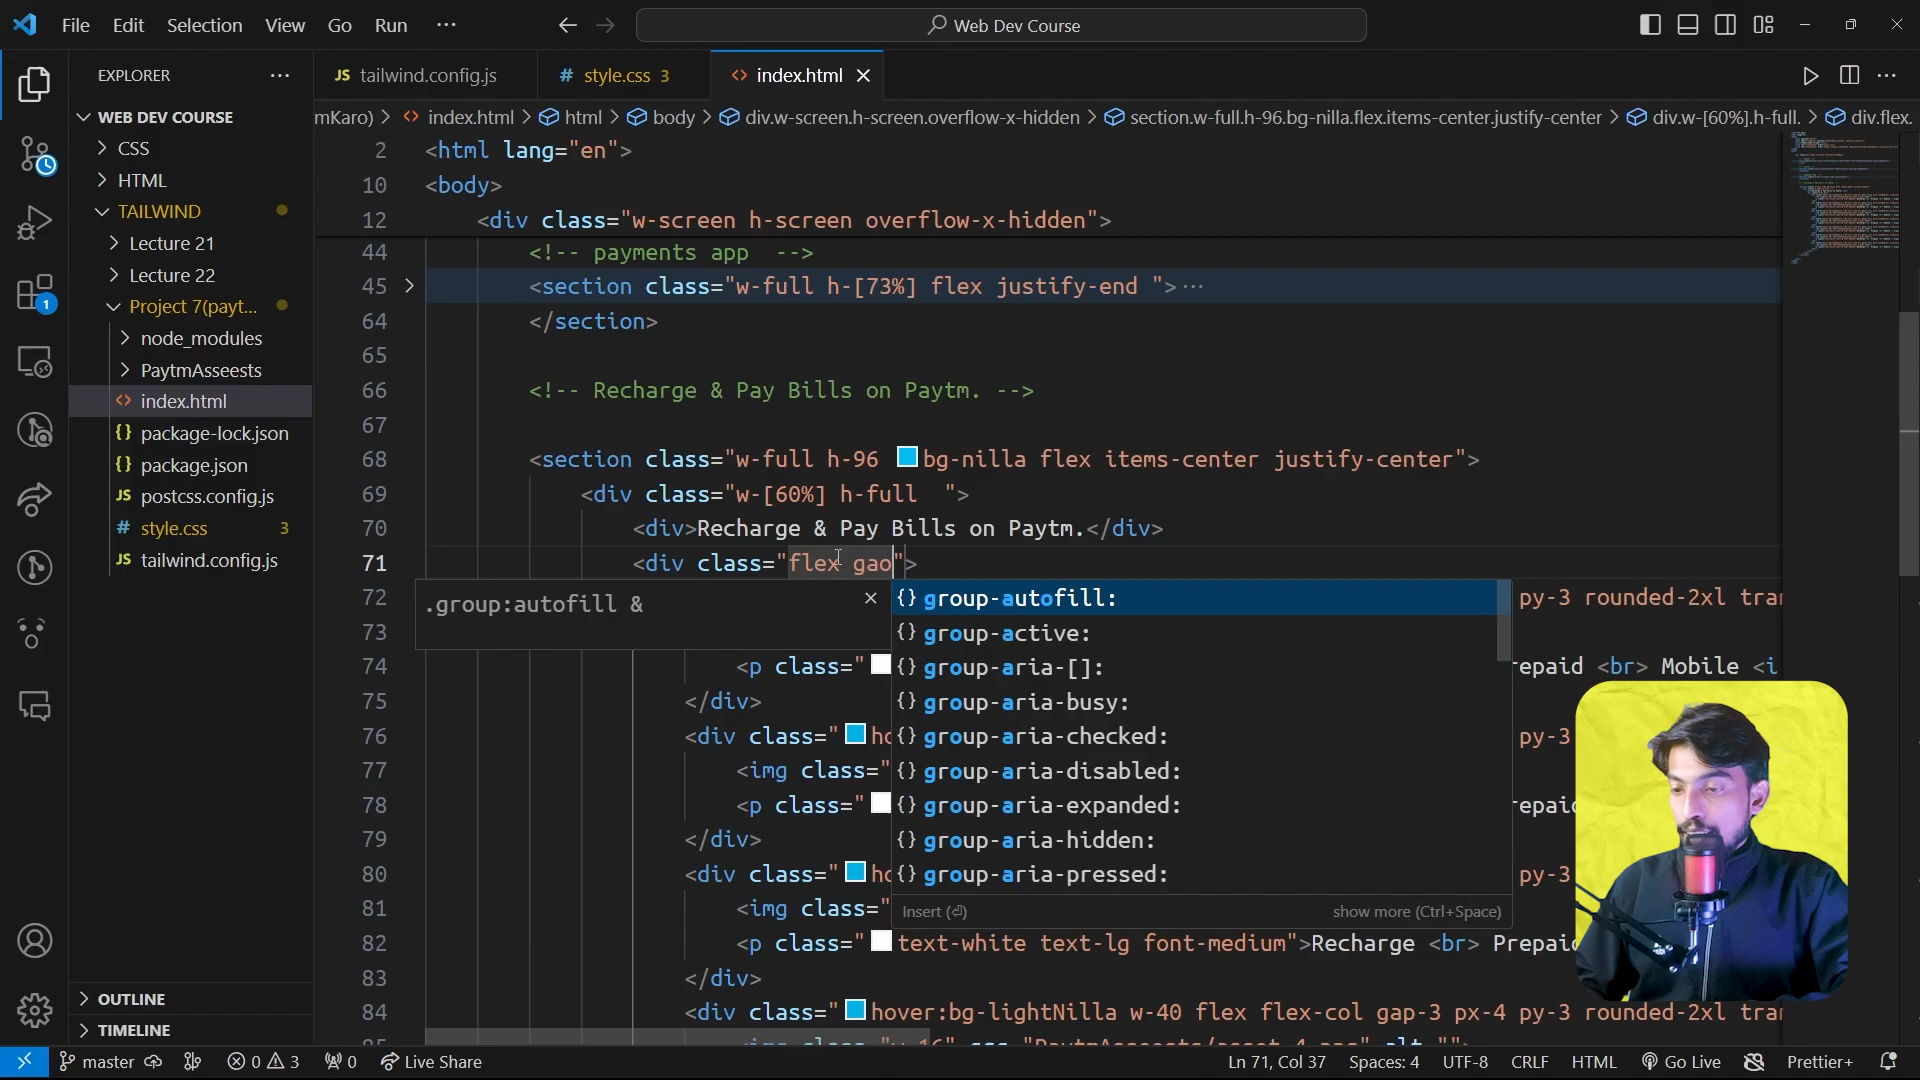 File Edit Selection View Go Run ··· Web Dev Course
EXPLORER ···
WEB DEV COURSE
CSS
HTML
TAILWIND
Lecture 21
Lecture 22
Project 7(payt...
node_modules
PaytmAsseests
<> index.html
{} package-lock.json
{} package.json
JS postcss.config.js
# style.css 3
JS tailwind.config.js
OUTLINE
TIMELINE
1
JS tailwind.config.js # style.css 3 <> index.html
mKaro) > <> index.html > html > body > div.w-screen.h-screen.overflow-x-hidden > section.w-full.h-96.bg-nilla.flex.items-center.justify-center > div.w-[60%].h-full. > div.flex.
2 <html lang="en">
10 <body>
12 <div class="w-screen h-screen overflow-x-hidden">
44 <!-- payments app -->
45 <section class="w-full h-[73%] flex justify-end ">···
64 </section>
65
66 <!-- Recharge & Pay Bills on Paytm. -->
67
68 <section class="w-full h-96 bg-nilla flex items-center justify-center">
69 <div class="w-[60%] h-full ">
70 <div>Recharge & Pay Bills on Paytm.</div>
71 <div class="flex gao">
72 py-3 rounded-2xl tran
73
74 <p class=" repaid <br> Mobile <i
75 </div>
76 <div class=" ho py-3
77 <img class="
78 <p class=" repaid
79 </div>
80 <div class=" ho py-3
81 <img class="
82 <p class=" text-white text-lg font-medium">Recharge <br> Prepaid
83 </div>
84 <div class=" hover:bg-lightNilla w-40 flex flex-col gap-3 px-4 py-3 rounded-2xl tran
.group:autofill &
{} group-autofill:
{} group-active:
{} group-aria-[]:
{} group-aria-busy:
{} group-aria-checked:
{} group-aria-disabled:
{} group-aria-expanded:
{} group-aria-hidden:
{} group-aria-pressed:
Insert (⏎) show more (Ctrl+Space)
master 0 3 0 Live Share Ln 71, Col 37 Spaces: 4 UTF-8 CRLF HTML Go Live Prettier+